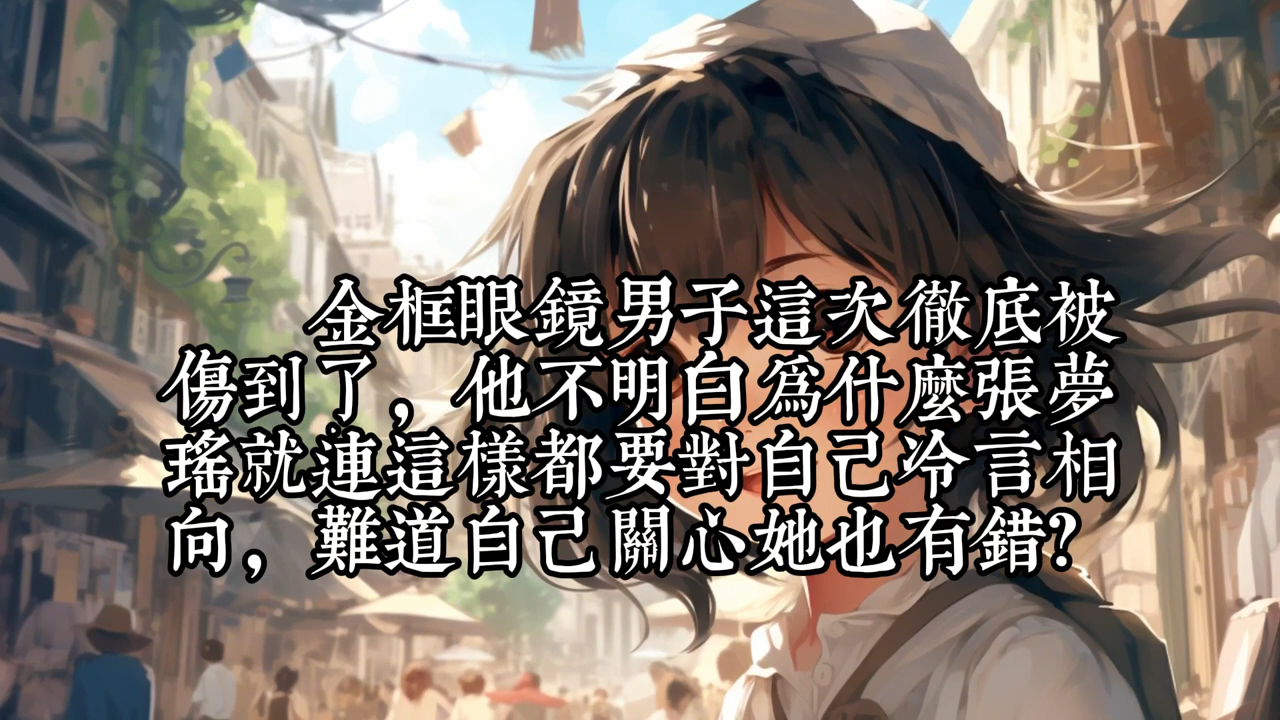 金框眼鏡男子這次徹底被
傷到了，他不明白爲什麼張夢
瑤就連這樣都要對自己冷言相
向，難道自己關心她也有錯？